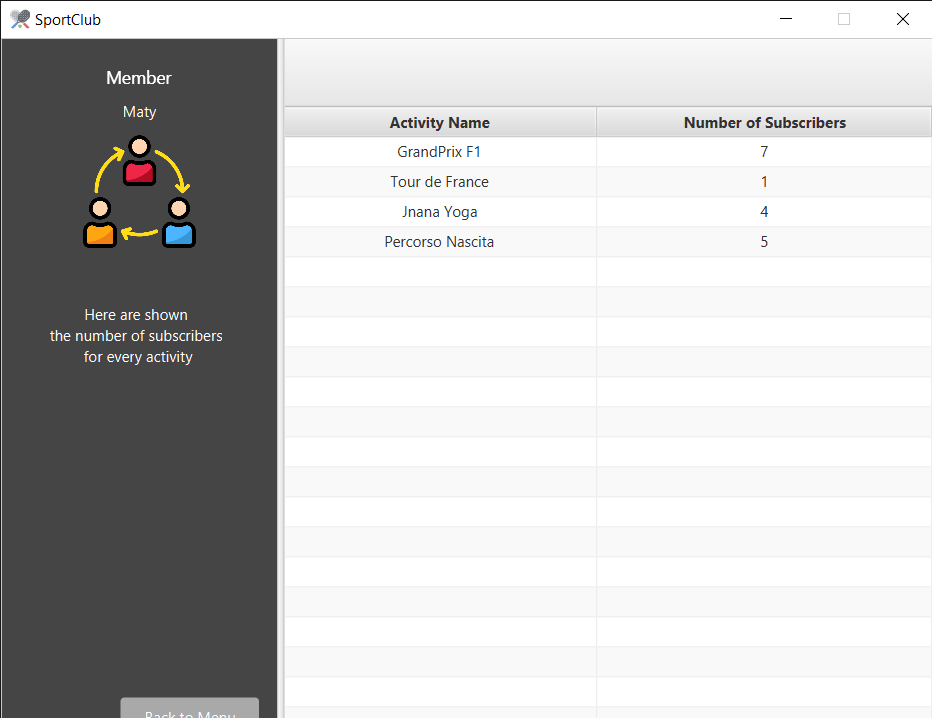 SportClub
Member
Maty
Here are shown
the number of subscribers
for every activity
Back to Menu
Activity Name Number of Subscribers
GrandPrix F1 7
Tour de France 1
Jnana Yoga 4
Percorso Nascita 5